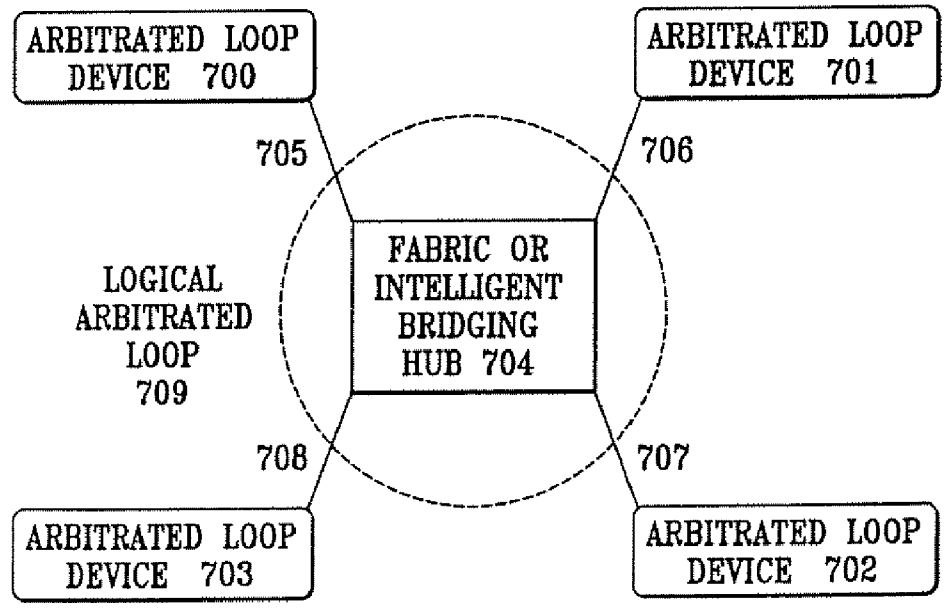 ARBITRATED LOOP
DEVICE 700
ARBITRATED LOOP
DEVICE 701
705
706
FABRIC OR
INTELLIGENT
BRIDGING
HUB 704
LOGICAL
ARBITRATED
LOOP
709
708
707
ARBITRATED LOOP
DEVICE 703
ARBITRATED LOOP
DEVICE 702